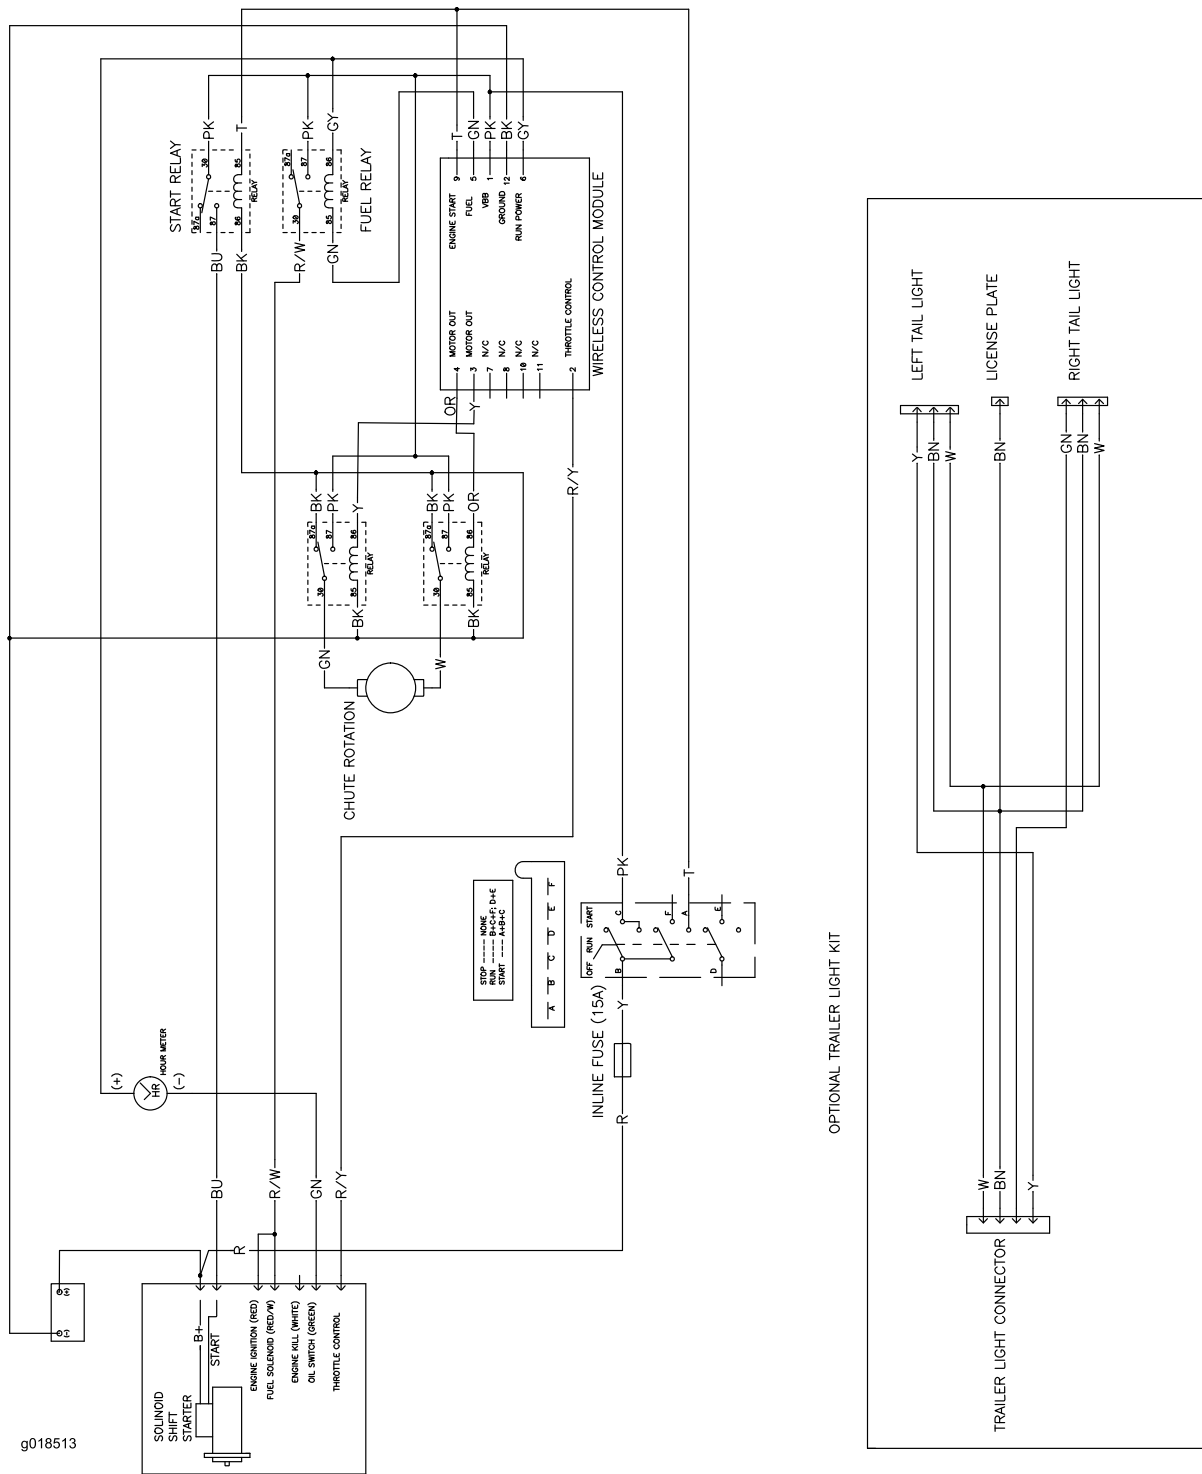 START RELAY
PK
T
30
85
87a
87
86
RELAY
BU
BK
FUEL RELAY
PK
GY
87a
87
86
30
85
RELAY
R/W
GN
T
GN
PK
BK
GY
9
5
1
12
6
ENGINE START
FUEL
VBB
GROUND
RUN POWER
MOTOR OUT
MOTOR OUT
N/C
N/C
N/C
N/C
THROTTLE CONTROL
4
3
7
8
10
11
2
WIRELESS CONTROL MODULE
OR
Y
R/Y
BK
PK
Y
87a
87
86
30
85
RELAY
BK
BK
PK
OR
87a
87
86
30
85
RELAY
BK
GN
W
CHUTE ROTATION
STOP ----- NONE
RUN ---- B+C+F; D+E
START --- A+B+C
A B C D E F
PK
T
OFF RUN START
C
F
A
E
B
D
Y
INLINE FUSE (15A)
R
(+)
HR
HOUR METER
(-)
BU
R/W
GN
R/Y
R
(+)
(-)
B+
START
ENGINE IGNITION (RED)
FUEL SOLENOID (RED/W)
ENGINE KILL (WHITE)
OIL SWITCH (GREEN)
THROTTLE CONTROL
SOLINOID
SHIFT
STARTER
OPTIONAL TRAILER LIGHT KIT
LEFT TAIL LIGHT
Y
BN
W
LICENSE PLATE
BN
RIGHT TAIL LIGHT
GN
BN
W
W
BN
Y
TRAILER LIGHT CONNECTOR
g018513